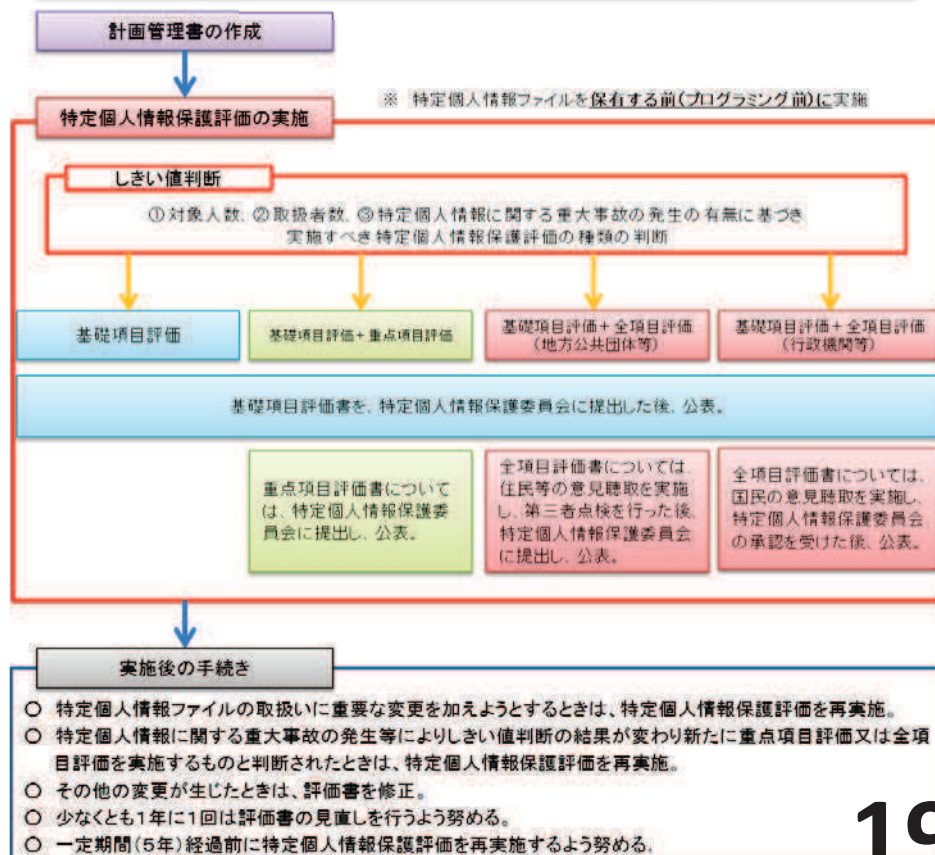 計画管理書の作成
※ 特定個人情報ファイルを保有する前(プログラミング前)に実施
特定個人情報保護評価の実施
しきい値判断
①対象人数、②取扱者数、③特定個人情報に関する重大事故の発生の有無に基づき
実施すべき特定個人情報保護評価の種類の判断
基礎項目評価
基礎項目評価+重点項目評価
基礎項目評価+全項目評価
(地方公共団体等)
基礎項目評価+全項目評価
(行政機関等)
基礎項目評価書を、特定個人情報保護委員会に提出した後、公表。
重点項目評価書について
は、特定個人情報保護委
員会に提出し、公表。
全項目評価書については、
住民等の意見聴取を実施
し、第三者点検を行った後、
特定個人情報保護委員会
に提出し、公表。
全項目評価書については、
国民の意見聴取を実施し、
特定個人情報保護委員会
の承認を受けた後、公表。
実施後の手続き
○ 特定個人情報ファイルの取扱いに重要な変更を加えようとするときは、特定個人情報保護評価を再実施。
○ 特定個人情報に関する重大事故の発生等によりしきい値判断の結果が変わり新たに重点項目評価又は全項
目評価を実施するものと判断されたときは、特定個人情報保護評価を再実施。
○ その他の変更が生じたときは、評価書を修正。
○ 少なくとも1年に1回は評価書の見直しを行うよう努める。
○ 一定期間(5年)経過前に特定個人情報保護評価を再実施するよう努める。